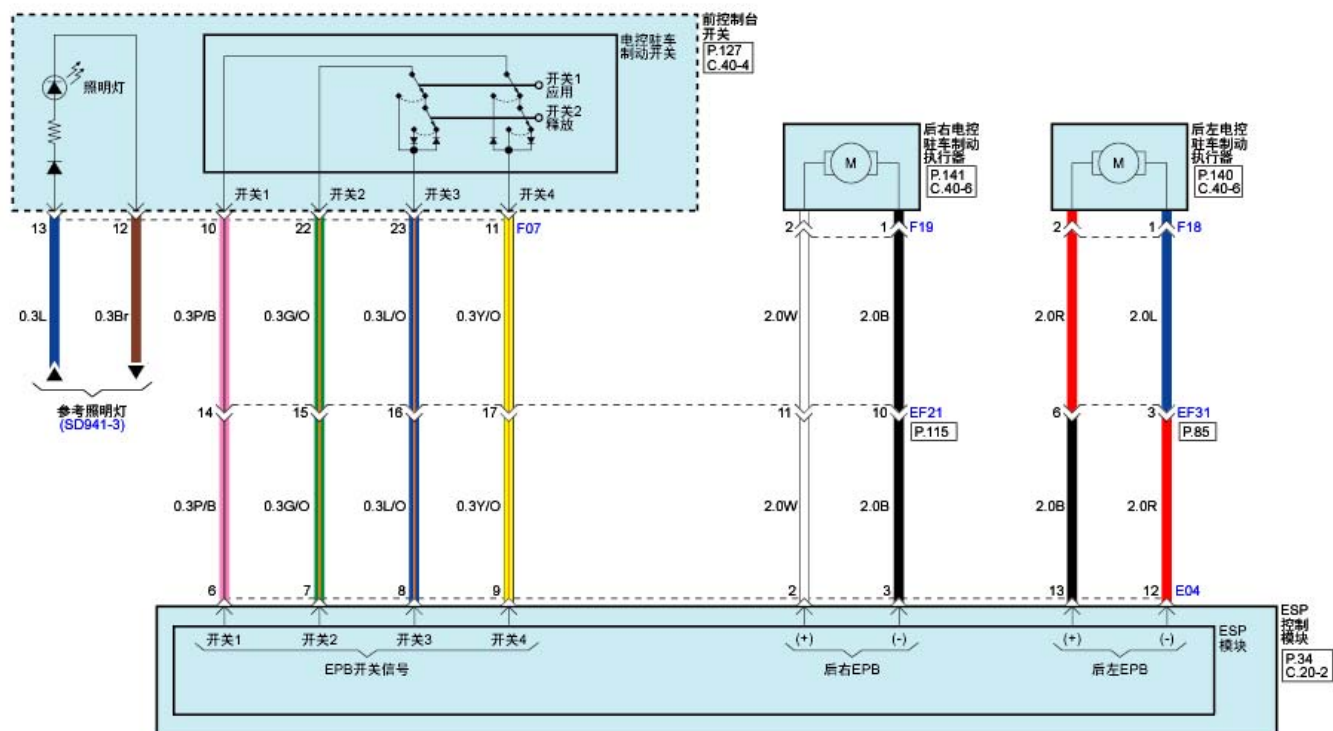 前控制台
开关
P.127
C.40-4
电控驻车
制动开关
照明灯
开关1
应用
开关2
释放
开关1
开关2
开关3
开关4
后右电控
驻车制动
执行器
P.141
C.40-6
后左电控
驻车制动
执行器
P.140
C.40-6
M
M
13
12
10
22
23
11
F07
2
1
F19
2
1
F18
0.3L
0.3Br
0.3P/B
0.3G/O
0.3L/O
0.3Y/O
2.0W
2.0B
2.0R
2.0L
参考照明灯
(SD941-3)
14
15
16
17
11
10
EF21
P.115
6
3
EF31
P.85
0.3P/B
0.3G/O
0.3L/O
0.3Y/O
2.0W
2.0B
2.0B
2.0R
6
7
8
9
2
3
13
12
E04
开关1
开关2
开关3
开关4
(+)
(-)
(+)
(-)
EPB开关信号
后右EPB
后左EPB
ESP
模块
ESP
控制
模块
P.34
C.20-2